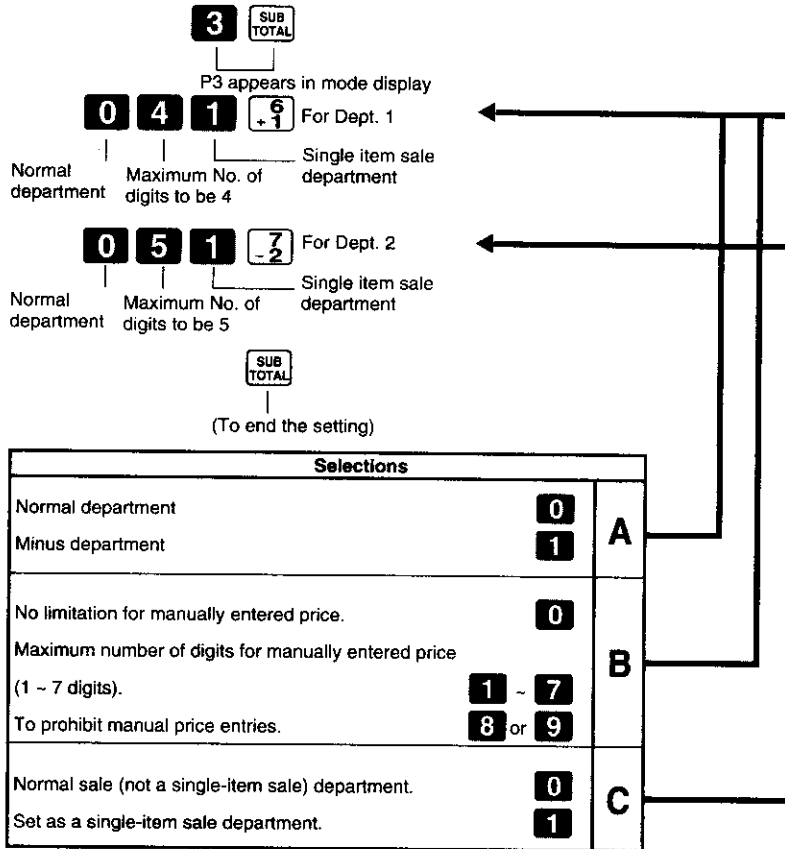 3 SUB TOTAL
P3 appears in mode display
0 4 1 6 +1 For Dept. 1
Normal department
Maximum No. of digits to be 4
Single item sale department
0 5 1 7 -2 For Dept. 2
Normal department
Maximum No. of digits to be 5
Single item sale department
SUB TOTAL
(To end the setting)
Selections
Normal department 0
Minus department 1
A
No limitation for manually entered price. 0
Maximum number of digits for manually entered price
(1 ~ 7 digits). 1 ~ 7
To prohibit manual price entries. 8 or 9
B
Normal sale (not a single-item sale) department. 0
Set as a single-item sale department. 1
C